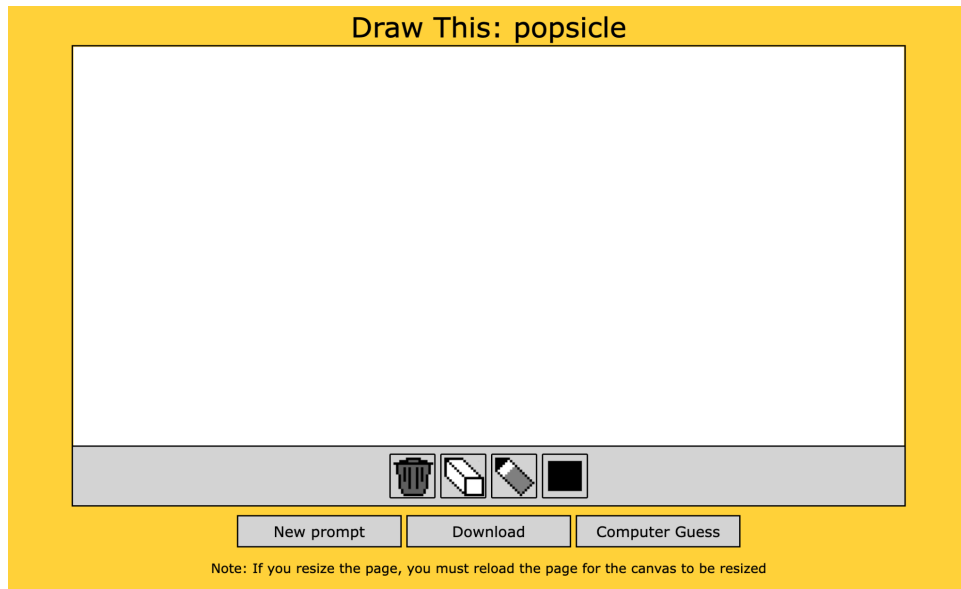 Draw This: popsicle
New prompt
Download
Computer Guess
Note: If you resize the page, you must reload the page for the canvas to be resized